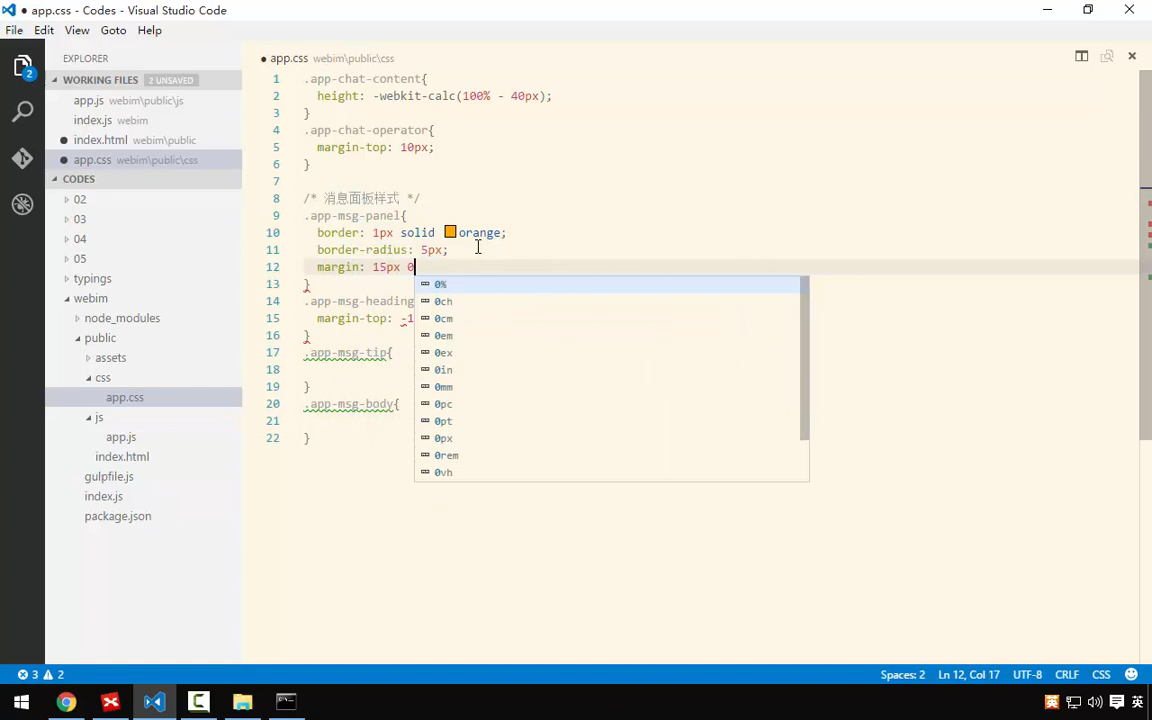 ● app.css - Codes - Visual Studio Code
File Edit View Goto Help
EXPLORER
● app.css webim\public\css
WORKING FILES 2 UNSAVED
2
app.js webim\public\js
index.js webim
● index.html webim\public
● app.css webim\public\css
CODES
02
03
04
05
typings
webim
node_modules
public
assets
css
app.css
js
app.js
index.html
gulpfile.js
index.js
package.json
1 .app-chat-content{
2 height: -webkit-calc(100% - 40px);
3 }
4 .app-chat-operator{
5 margin-top: 10px;
6 }
7
8 /* 消息面板样式 */
9 .app-msg-panel{
10 border: 1px solid orange;
11 border-radius: 5px;
12 margin: 15px 0
13 }
14 .app-msg-heading
15 margin-top: -1
16 }
17 .app-msg-tip{
18
19 }
20 .app-msg-body{
21
22 }
0%
0ch
0cm
0em
0ex
0in
0mm
0pc
0pt
0px
0rem
0vh
3 2
Spaces: 2 Ln 12, Col 17 UTF-8 CRLF CSS
英